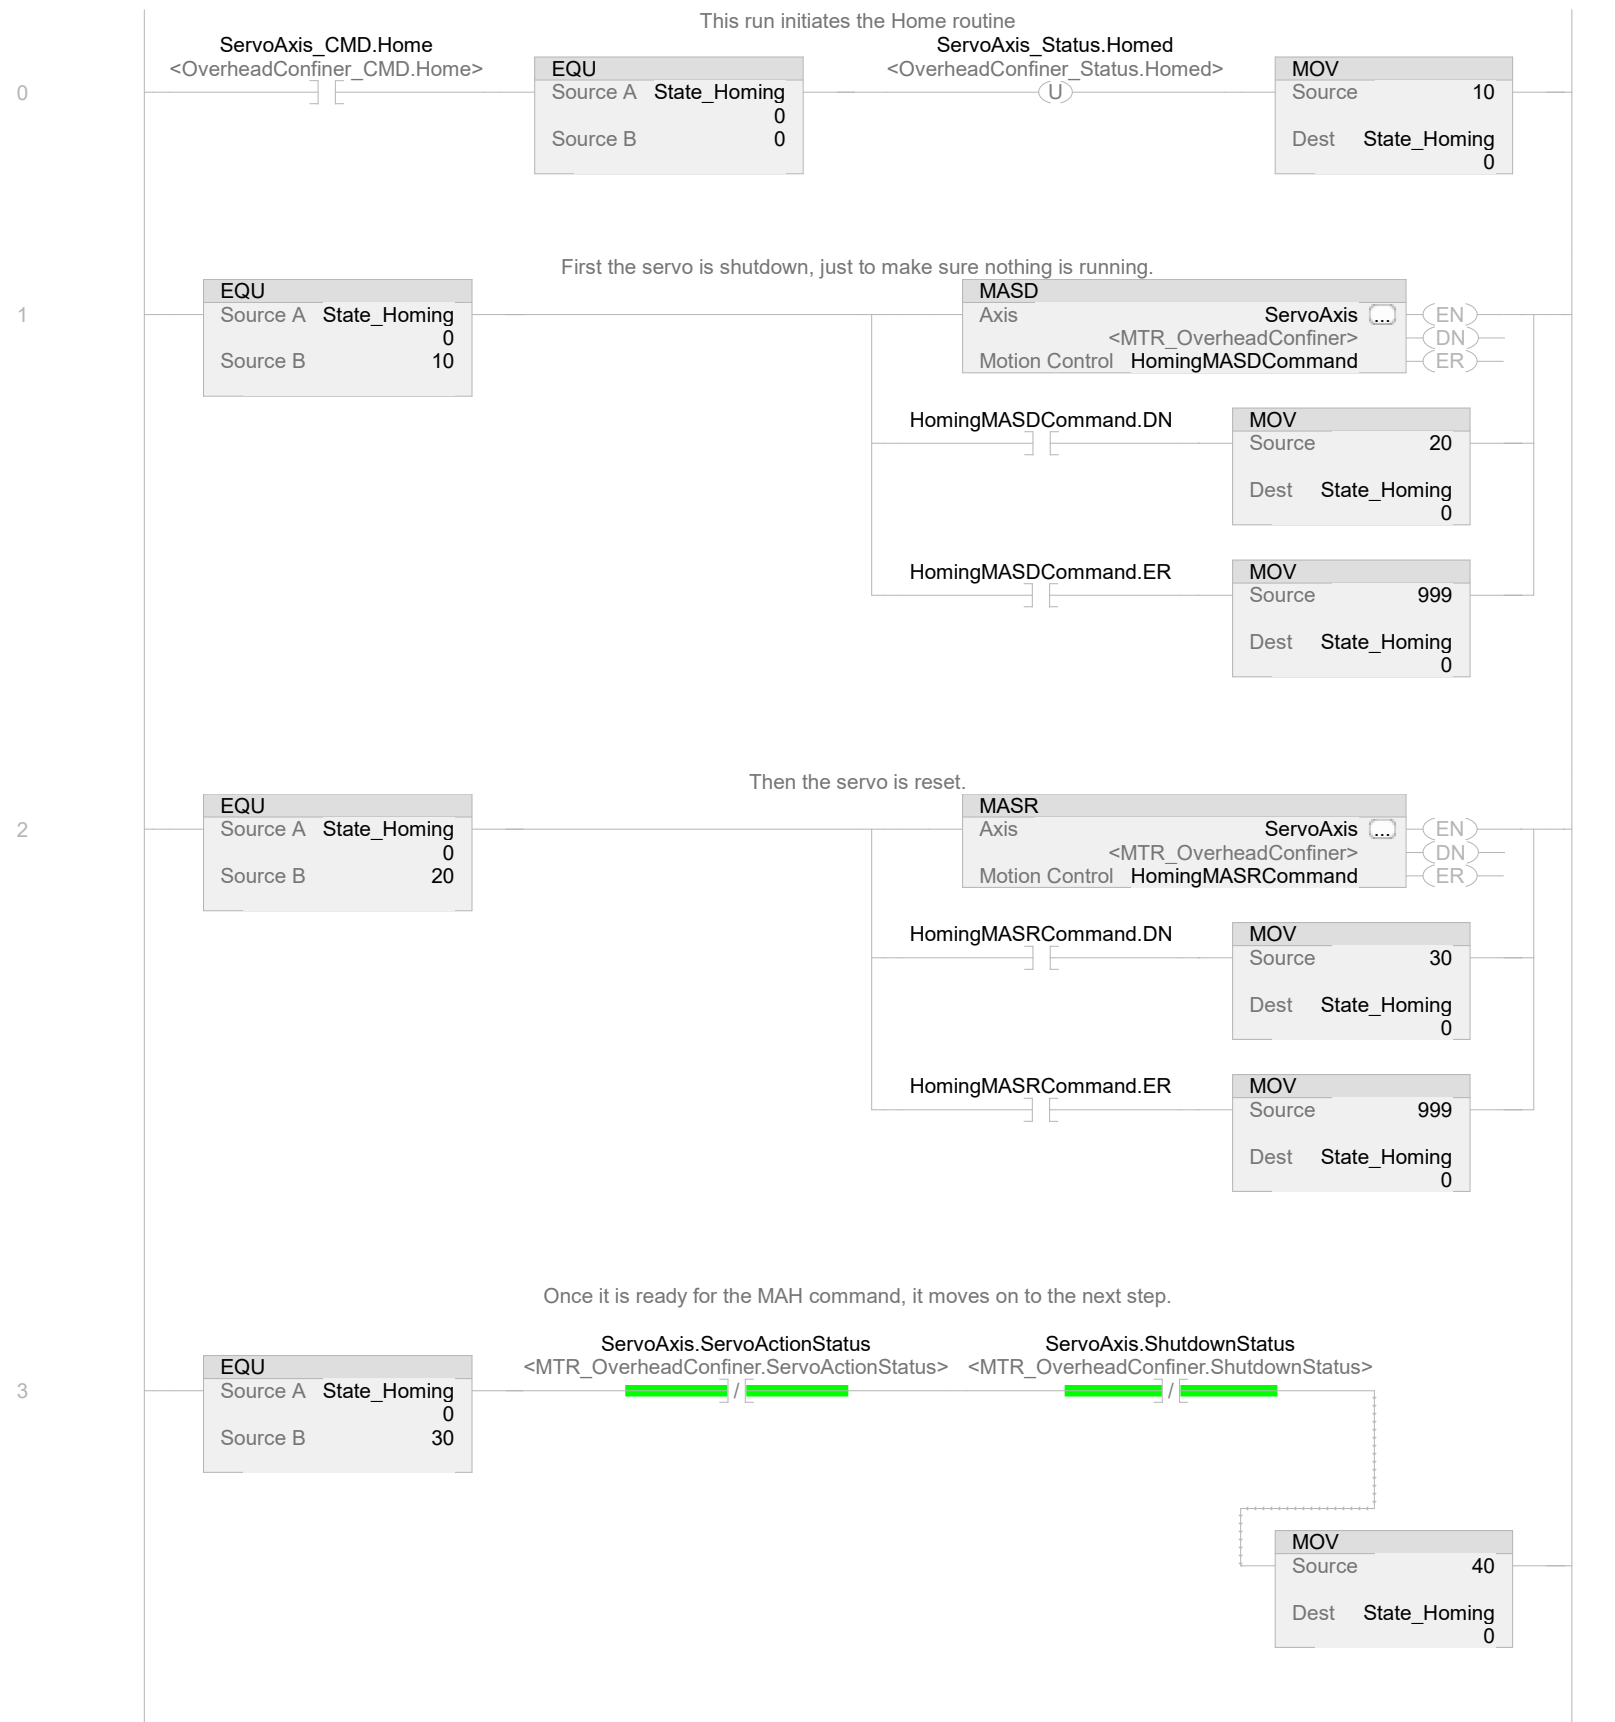 This run initiates the Home routine
ServoAxis_CMD.Home
<OverheadConfiner_CMD.Home>
ServoAxis_Status.Homed
<OverheadConfiner_Status.Homed>
0
EQU
Source A State_Homing
0
Source B 0
U
MOV
Source 10
Dest State_Homing
0
First the servo is shutdown, just to make sure nothing is running.
1
EQU
Source A State_Homing
0
Source B 10
MASD
Axis ServoAxis ...
<MTR_OverheadConfiner>
Motion Control HomingMASDCommand
EN
DN
ER
HomingMASDCommand.DN
MOV
Source 20
Dest State_Homing
0
HomingMASDCommand.ER
MOV
Source 999
Dest State_Homing
0
Then the servo is reset.
2
EQU
Source A State_Homing
0
Source B 20
MASR
Axis ServoAxis ...
<MTR_OverheadConfiner>
Motion Control HomingMASRCommand
EN
DN
ER
HomingMASRCommand.DN
MOV
Source 30
Dest State_Homing
0
HomingMASRCommand.ER
MOV
Source 999
Dest State_Homing
0
Once it is ready for the MAH command, it moves on to the next step.
3
EQU
Source A State_Homing
0
Source B 30
ServoAxis.ServoActionStatus
<MTR_OverheadConfiner.ServoActionStatus>
/
ServoAxis.ShutdownStatus
<MTR_OverheadConfiner.ShutdownStatus>
/
MOV
Source 40
Dest State_Homing
0